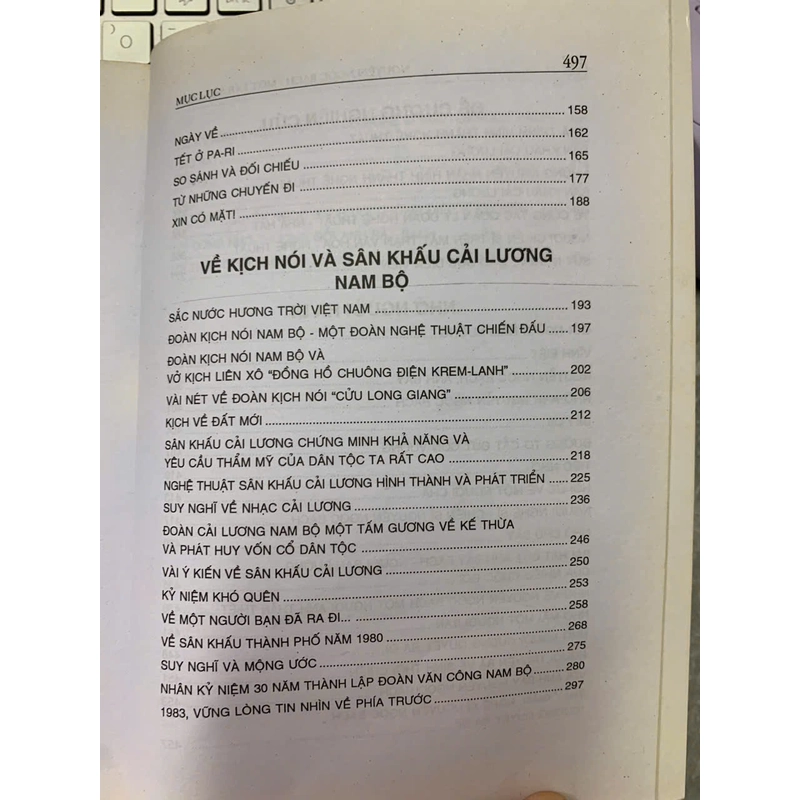 MỤC LỤC 497
NGÀY VỀ 158
TẾT Ở PA-RI 162
SO SÁNH VÀ ĐỐI CHIẾU 165
TỪ NHỮNG CHUYẾN ĐI 177
XIN CÓ MẶT! 188
VỀ KỊCH NÓI VÀ SÂN KHẤU CẢI LƯƠNG
NAM BỘ
SẮC NƯỚC HƯƠNG TRỜI VIỆT NAM 193
ĐOÀN KỊCH NÓI NAM BỘ - MỘT ĐOÀN NGHỆ THUẬT CHIẾN ĐẤU 197
ĐOÀN KỊCH NÓI NAM BỘ VÀ
VỞ KỊCH LIÊN XÔ “ĐỒNG HỒ CHUÔNG ĐIỆN KREM-LANH” 202
VÀI NÉT VỀ ĐOÀN KỊCH NÓI “CỬU LONG GIANG” 206
KỊCH VỀ ĐẤT MỚI 212
SÂN KHẤU CẢI LƯƠNG CHỨNG MINH KHẢ NĂNG VÀ
YÊU CẦU THẨM MỸ CỦA DÂN TỘC TA RẤT CAO 218
NGHỆ THUẬT SÂN KHẤU CẢI LƯƠNG HÌNH THÀNH VÀ PHÁT TRIỂN 225
SUY NGHĨ VỀ NHẠC CẢI LƯƠNG 236
ĐOÀN CẢI LƯƠNG NAM BỘ MỘT TẤM GƯƠNG VỀ KẾ THỪA
VÀ PHÁT HUY VỐN CỔ DÂN TỘC 246
VÀI Ý KIẾN VỀ SÂN KHẤU CẢI LƯƠNG 250
KỶ NIỆM KHÓ QUÊN 253
VỀ MỘT NGƯỜI BẠN ĐÃ RA ĐI... 258
VỀ SÂN KHẤU THÀNH PHỐ NĂM 1980 268
SUY NGHĨ VÀ MỘNG ƯỚC 275
NHÂN KỶ NIỆM 30 NĂM THÀNH LẬP ĐOÀN VĂN CÔNG NAM BỘ 280
1983, VỮNG LÒNG TIN NHÌN VỀ PHÍA TRƯỚC 297